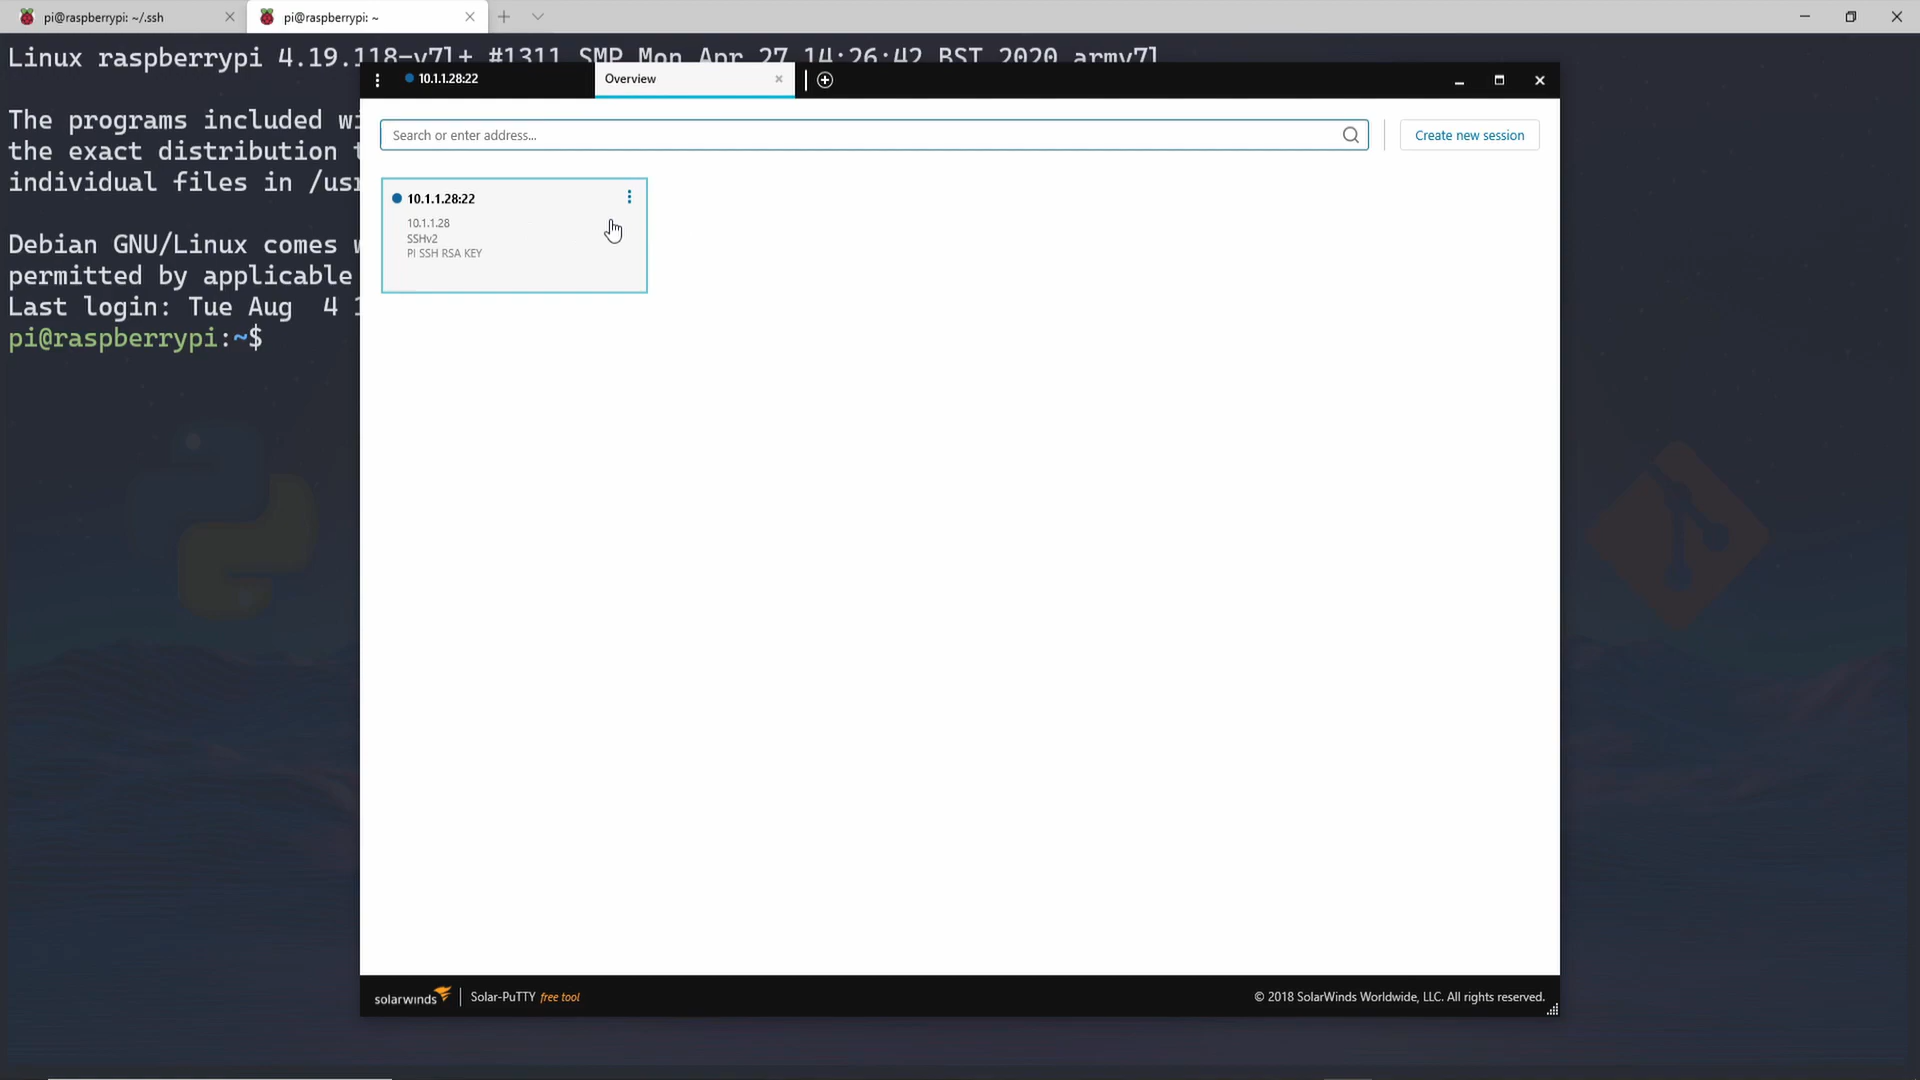 pi@raspberrypi: ~/.ssh
pi@raspberrypi: ~
Linux raspberrypi 4.19.118-v7l+ #1311 SMP Mon Apr 27 14:26:42 BST 2020 armv7l
The programs included
the exact distribution
individual files in
Debian GNU/Linux comes
permitted by applicable
Last login: Tue Aug 4
pi@raspberrypi:~$
10.1.1.28:22
Overview
Search or enter address...
Create new session
10.1.1.28:22
10.1.1.28
SSHv2
PI SSH RSA KEY
solarwinds
Solar-PuTTY free tool
© 2018 SolarWinds Worldwide, LLC. All rights reserved.